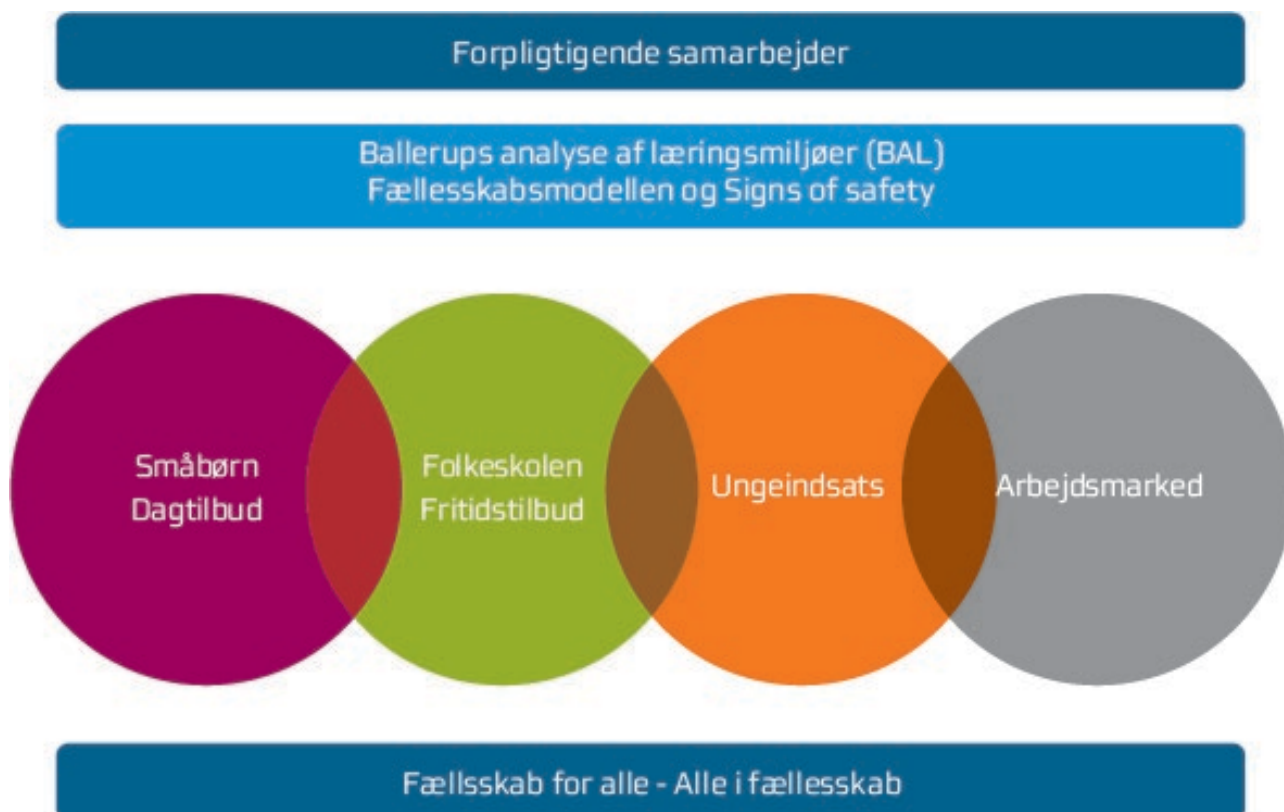 Forpligtigende samarbejder
Ballerups analyse af læringsmiljøer (BAL)
Fællesskabsmodellen og Signs of safety
Småbørn
Dagtilbud
Folkeskolen
Fritidstilbud
Ungeindsats
Arbejdsmarked
Fællsskab for alle - Alle i fællesskab